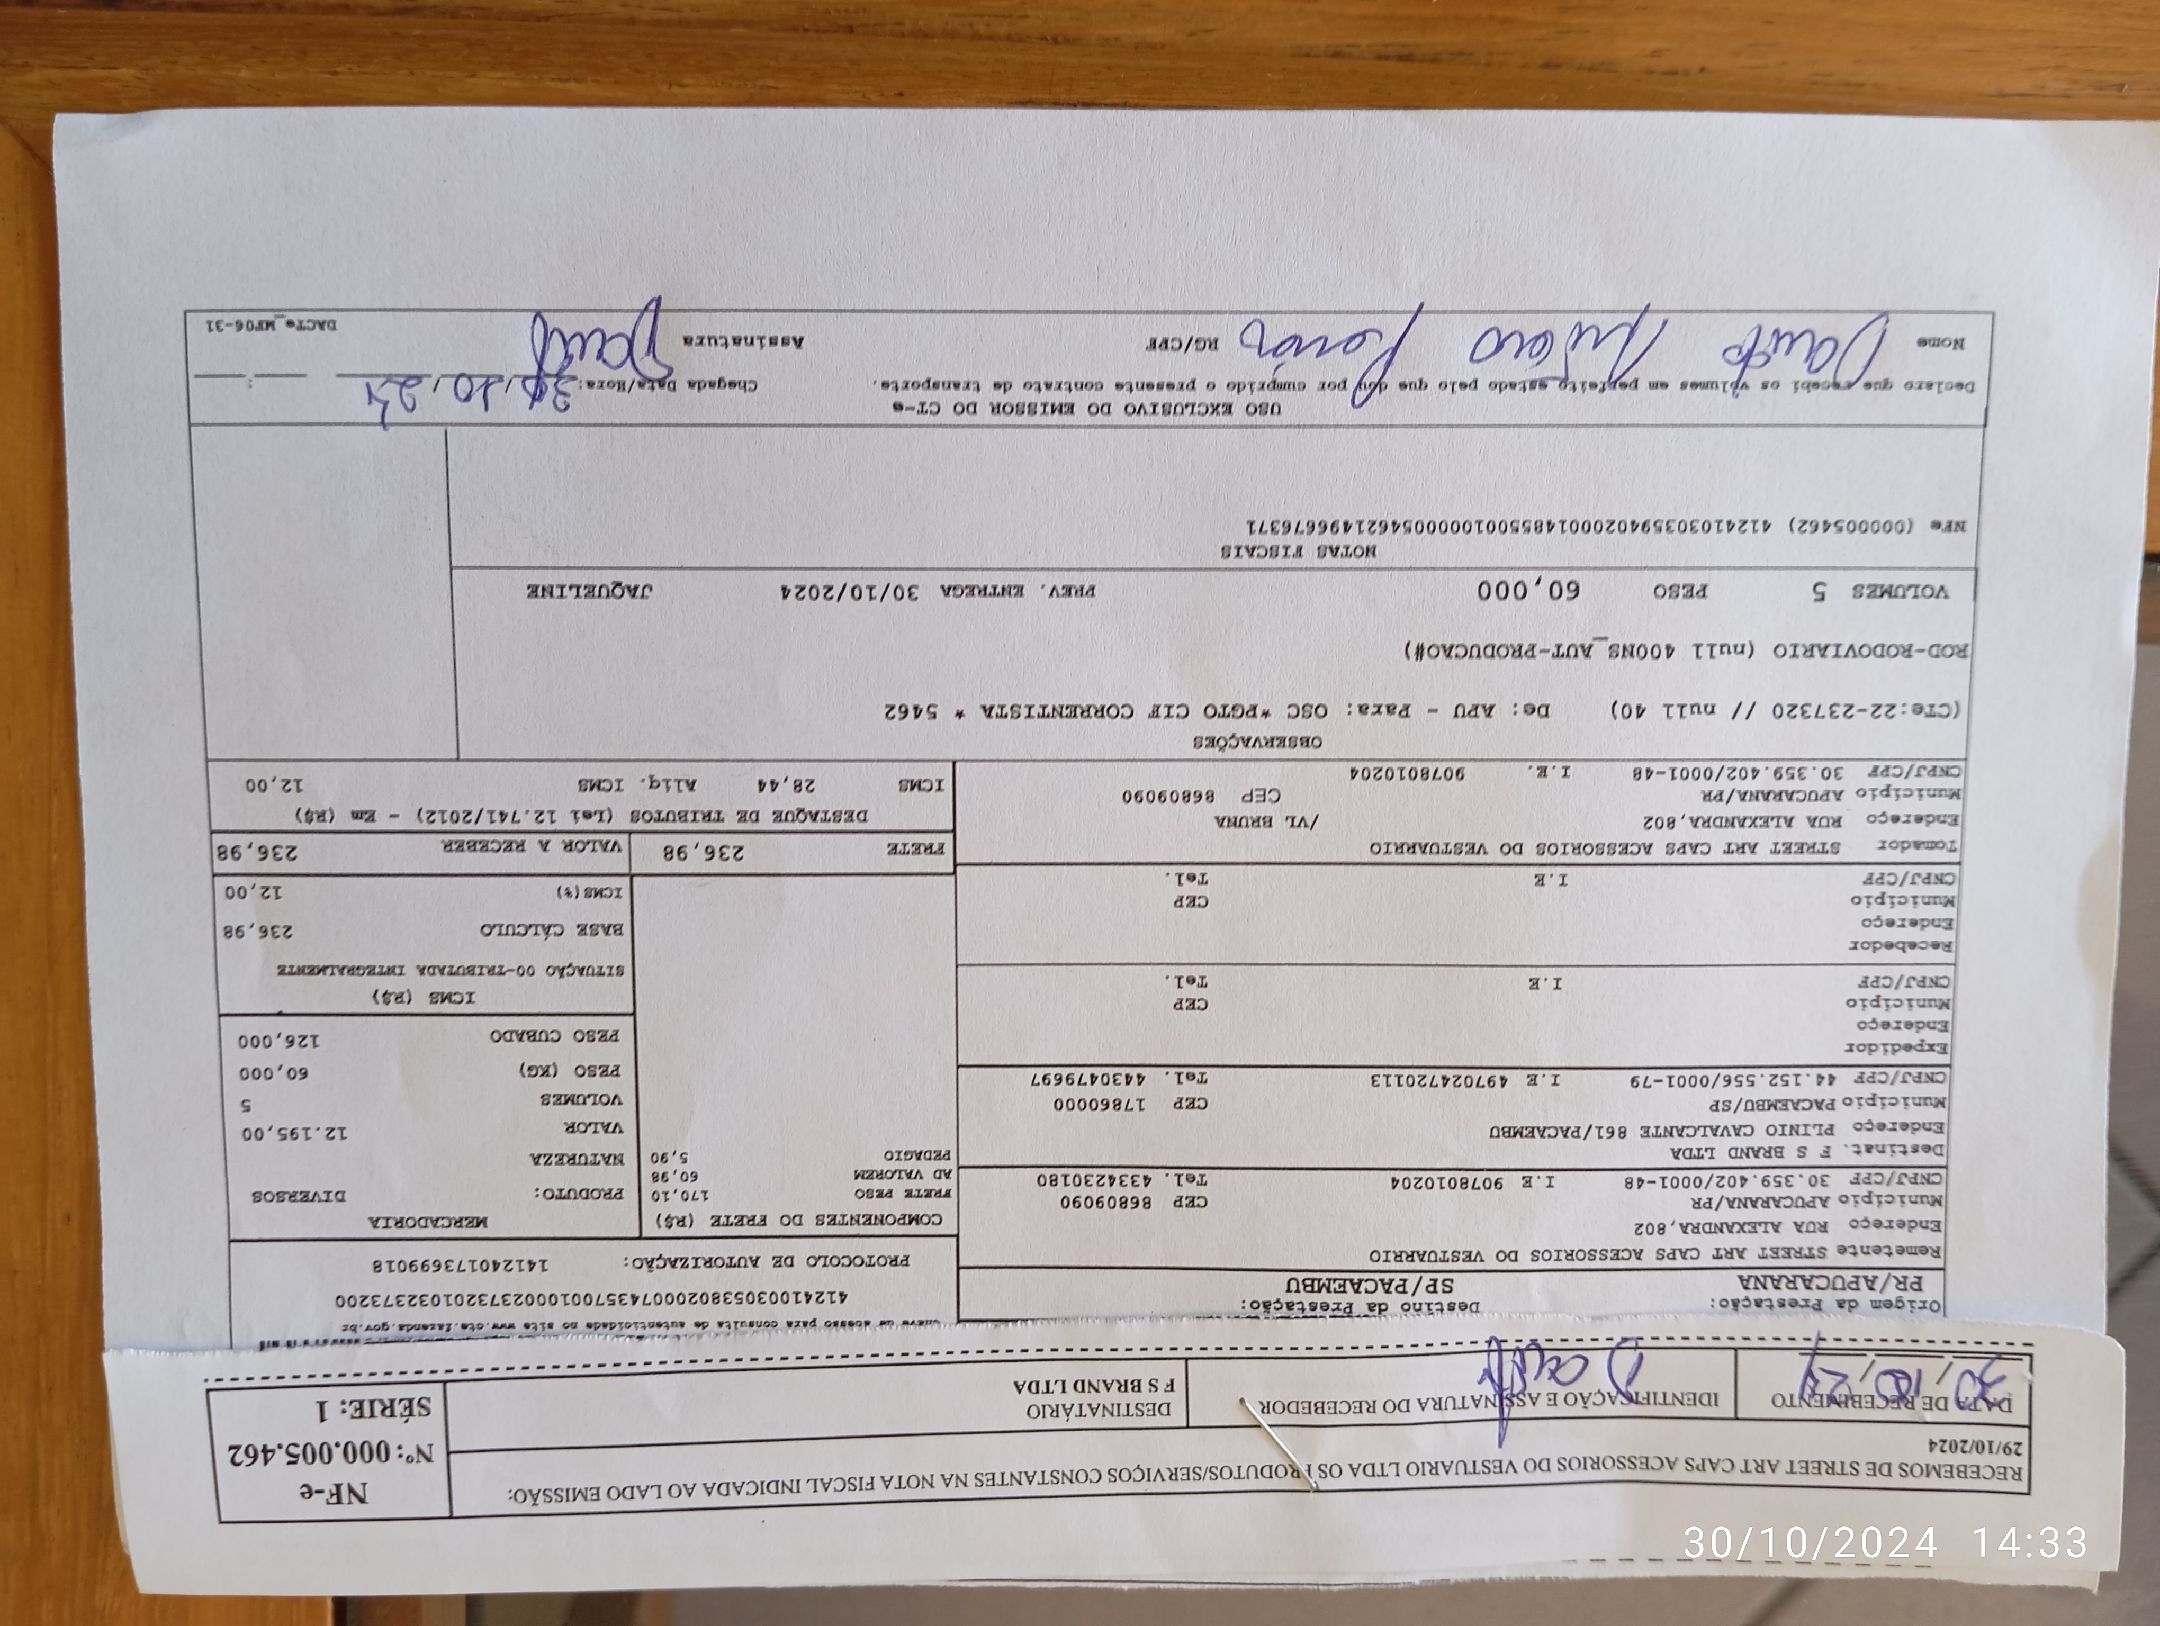 RECEBEMOS DE STREET ART CAPS ACESSORIOS DO VESTUARIO LTDA OS PRODUTOS/SERVIÇOS CONSTANTES NA NOTA FISCAL INDICADA AO LADO EMISSÃO:
29/10/2024
NF-e
Nº: 000.005.462
SÉRIE: 1
DATA DE RECEBIMENTO
30,10,24
IDENTIFICAÇÃO E ASSINATURA DO RECEBEDOR
DESTINATÁRIO
F S BRAND LTDA
Chave de acesso para consulta de autenticidade no site www.cte.fazenda.gov.br
PROTOCOLO DE AUTORIZAÇÃO: 141240173699018
Origem da Prestação:
PR/APUCARANA
Destino da Prestação:
SP/PACAEMBU
Remetente STREET ART CAPS ACESSORIOS DO VESTUARIO
Endereço RUA ALEXANDRA,802
Município APUCARANA/PR CEP 86809090
CNPJ/CPF 30.359.402/0001-48 I.E 9078010204 Tel. 4334230180
Destinat. F S BRAND LTDA
Endereço PLINIO CAVALCANTE 861/PACAEMBU
Município PACAEMBU/SP CEP 17860000
CNPJ/CPF 44.152.556/0001-79 I.E 497024720113 Tel. 4430479697
Expedidor
Endereço
Município CEP
CNPJ/CPF I.E Tel.
Recebedor
Endereço
Município CEP
CNPJ/CPF I.E Tel.
Tomador STREET ART CAPS ACESSORIOS DO VESTUARIO
Endereço RUA ALEXANDRA,802 /VL BRUNA
Município APUCARANA/PR CEP 86809090
CNPJ/CPF 30.359.402/0001-48 I.E. 9078010204
COMPONENTES DO FRETE (R$)
FRETE PESO 170,10
AD VALOREM 60,98
PEDAGIO 5,90
MERCADORIA
PRODUTO: DIVERSOS
NATUREZA
VALOR 12.195,00
VOLUMES 5
PESO (KG) 60,000
PESO CUBADO 126,000
ICMS (R$)
SITUAÇÃO 00-TRIBUTADA INTEGRALMENTE
BASE CÁLCULO 236,98
ICMS(%) 12,00
FRETE 236,98 VALOR A RECEBER 236,98
DESTAQUE DE TRIBUTOS (Lei 12.741/2012) - Em (R$)
ICMS 28,44 Aliq. ICMS 12,00
OBSERVAÇÕES
(CTe:22-237320 // null 40) De: APU - Para: OSC *PGTO CIF CORRENTISTA * 5462
ROD-RODOVIARIO (null 400NS_AUT-PRODUCAO#)
VOLUMES 5 PESO 60,000 PREV. ENTREGA 30/10/2024 JAQUELINE
NOTAS FISCAIS
NFe (000005462) 41241030359402000148550010000054621496676371
USO EXCLUSIVO DO EMISSOR DO CT-e
Declaro que recebi os volumes em perfeito estado pelo que dou por cumprido o presente contrato de transporte.
Chegada Data/Hora: 30,10,24
Nome
RG/CPF
Assinatura
DACTe_MF06-31
30/10/2024 14:33